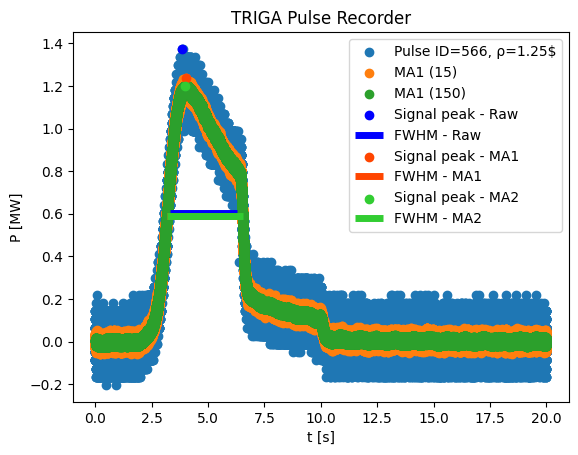 TRIGA Pulse Recorder
P [MW]
1.4
1.2
1.0
0.8
0.6
0.4
0.2
0.0
−0.2
Pulse ID=566, ρ=1.25$
MA1 (15)
MA1 (150)
Signal peak - Raw
FWHM - Raw
Signal peak - MA1
FWHM - MA1
Signal peak - MA2
FWHM - MA2
0.0 2.5 5.0 7.5 10.0 12.5 15.0 17.5 20.0
t [s]